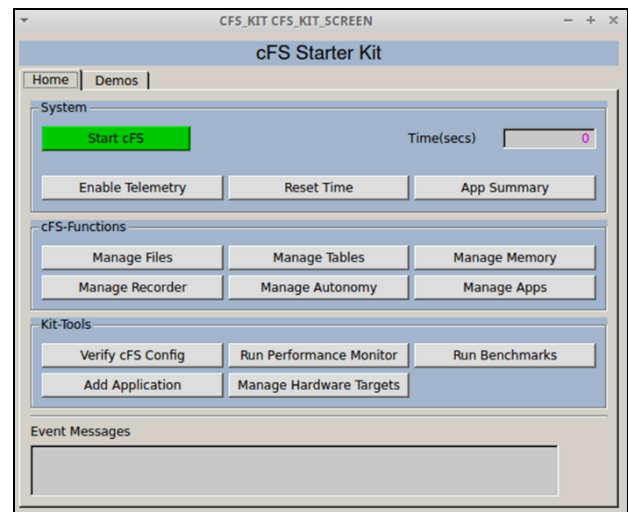 CFS_KIT CFS_KIT_SCREEN
cFS Starter Kit
Home Demos
System
Start cFS Time(secs) 0
Enable Telemetry Reset Time App Summary
cFS-Functions
Manage Files Manage Tables Manage Memory
Manage Recorder Manage Autonomy Manage Apps
Kit-Tools
Verify cFS Config Run Performance Monitor Run Benchmarks
Add Application Manage Hardware Targets
Event Messages